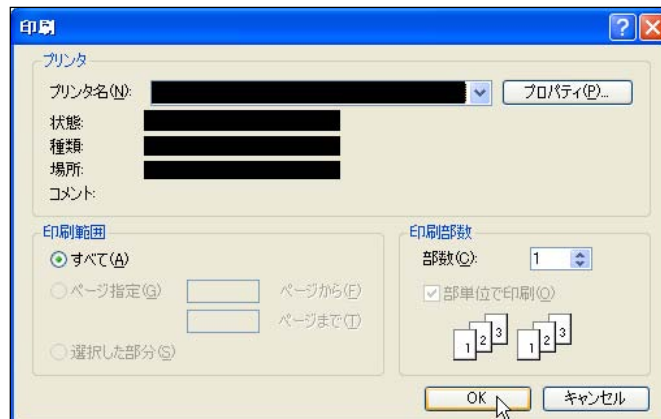 印刷
プリンタ
プリンタ名(N):
プロパティ(P)...
状態:
種類:
場所:
コメント:
印刷範囲
すべて(A)
ページ指定(G)
ページから(F)
ページまで(T)
選択した部分(S)
印刷部数
部数(C): 1
部単位で印刷(O)
1 2 3 1 2 3
OK キャンセル